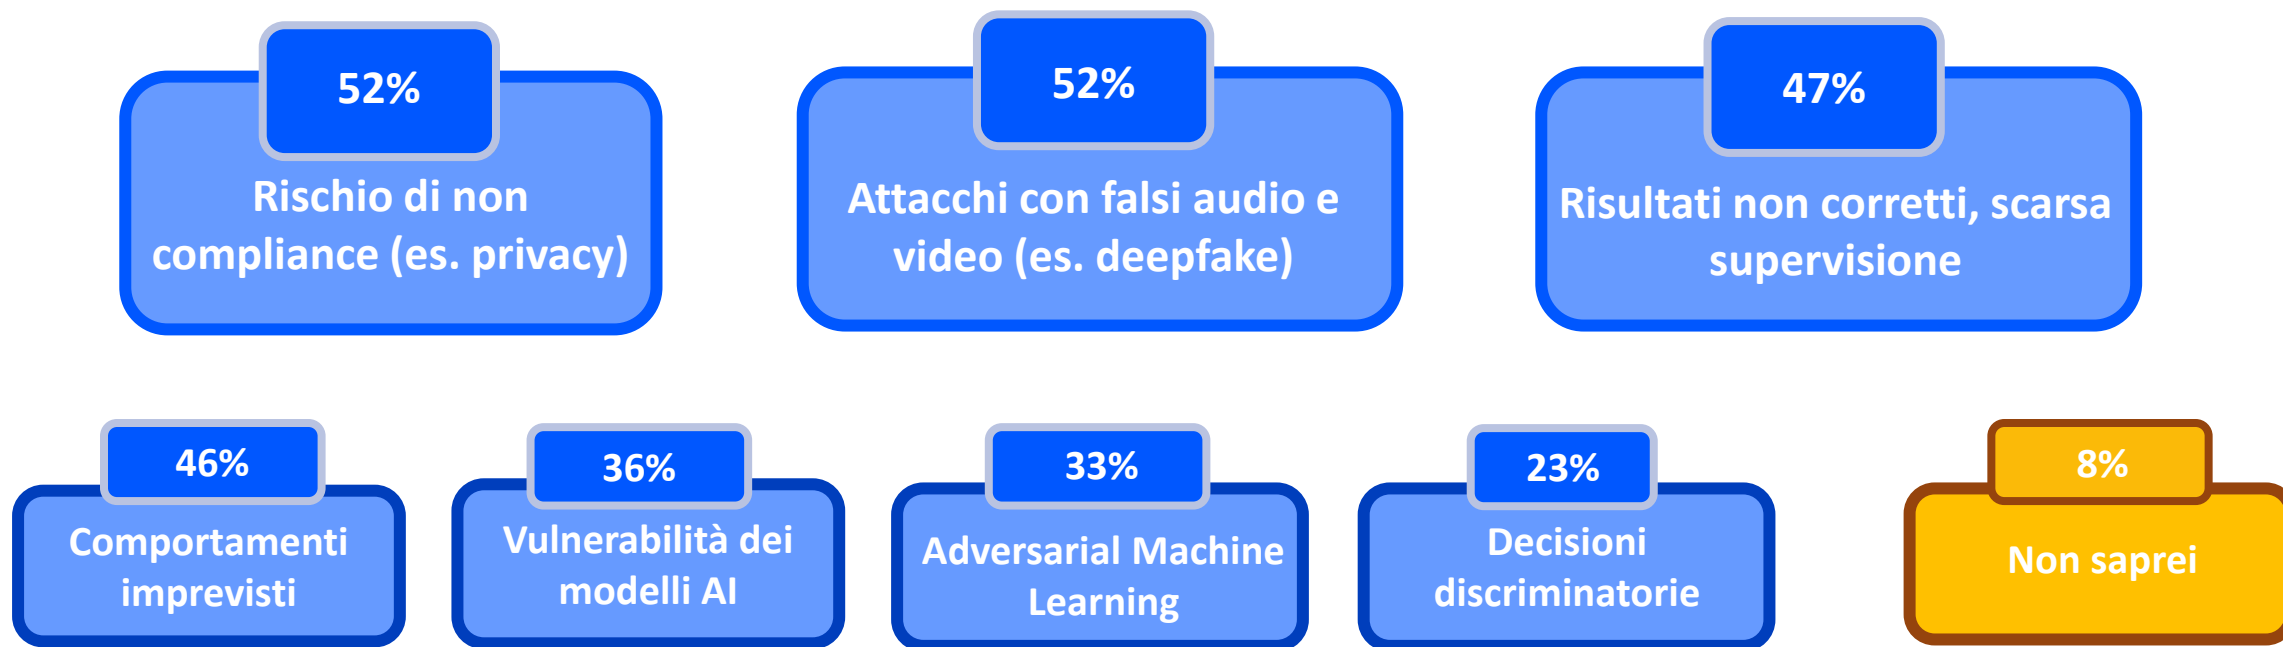 52%
Rischio di non
compliance (es. privacy)
52%
Attacchi con falsi audio e
video (es. deepfake)
47%
Risultati non corretti, scarsa
supervisione
46%
Comportamenti
imprevisti
36%
Vulnerabilità dei
modelli AI
33%
Adversarial Machine
Learning
23%
Decisioni
discriminatorie
8%
Non saprei